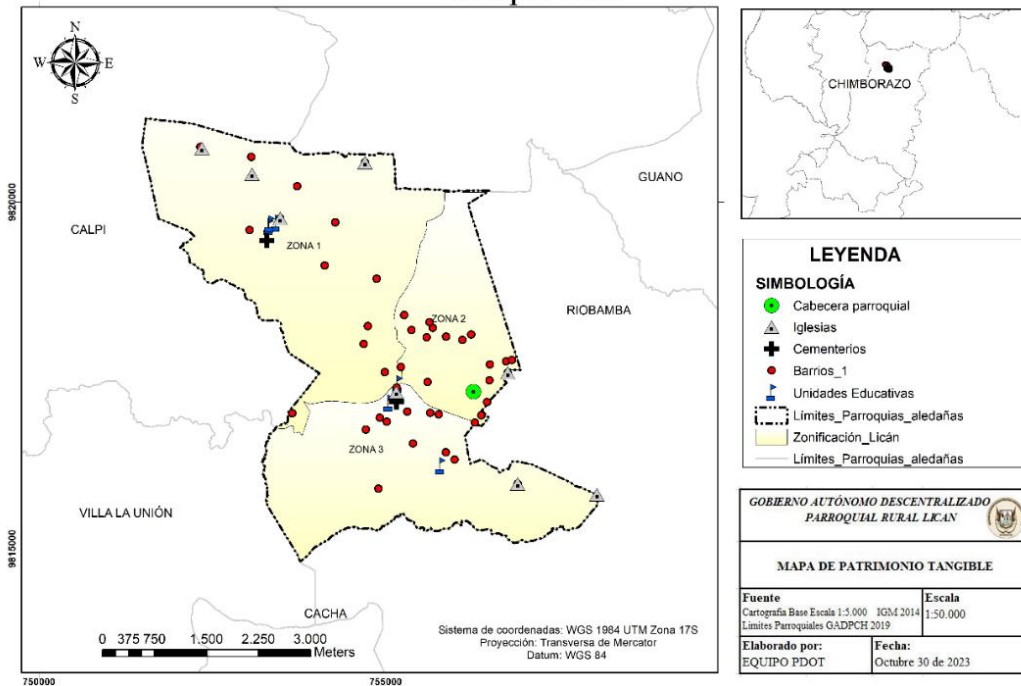 N
W E
S
CALPI
GUANO
ZONA 1
RIOBAMBA
ZONA 2
ZONA 3
VILLA LA UNIÓN
CACHA
9820000
9815000
750000
755000
0 375 750 1.500 2.250 3.000
Meters
Sistema de coordenadas: WGS 1984 UTM Zona 17S
Proyección: Transversa de Mercator
Datum: WGS 84
CHIMBORAZO
LEYENDA
SIMBOLOGÍA
Cabecera parroquial
Iglesias
Cementerios
Barrios_1
Unidades Educativas
Límites_Parroquias_aledañas
Zonificación_Licán
Límites_Parroquias_aledañas
GOBIERNO AUTÓNOMO DESCENTRALIZADO
PARROQUIAL RURAL LICAN
MAPA DE PATRIMONIO TANGIBLE
Fuente
Cartografía Base Escala 1:5.000 IGM 2014
Limites Parroquiales GADPCH 2019
Escala
1:50.000
Elaborado por:
EQUIPO PDOT
Fecha:
Octubre 30 de 2023